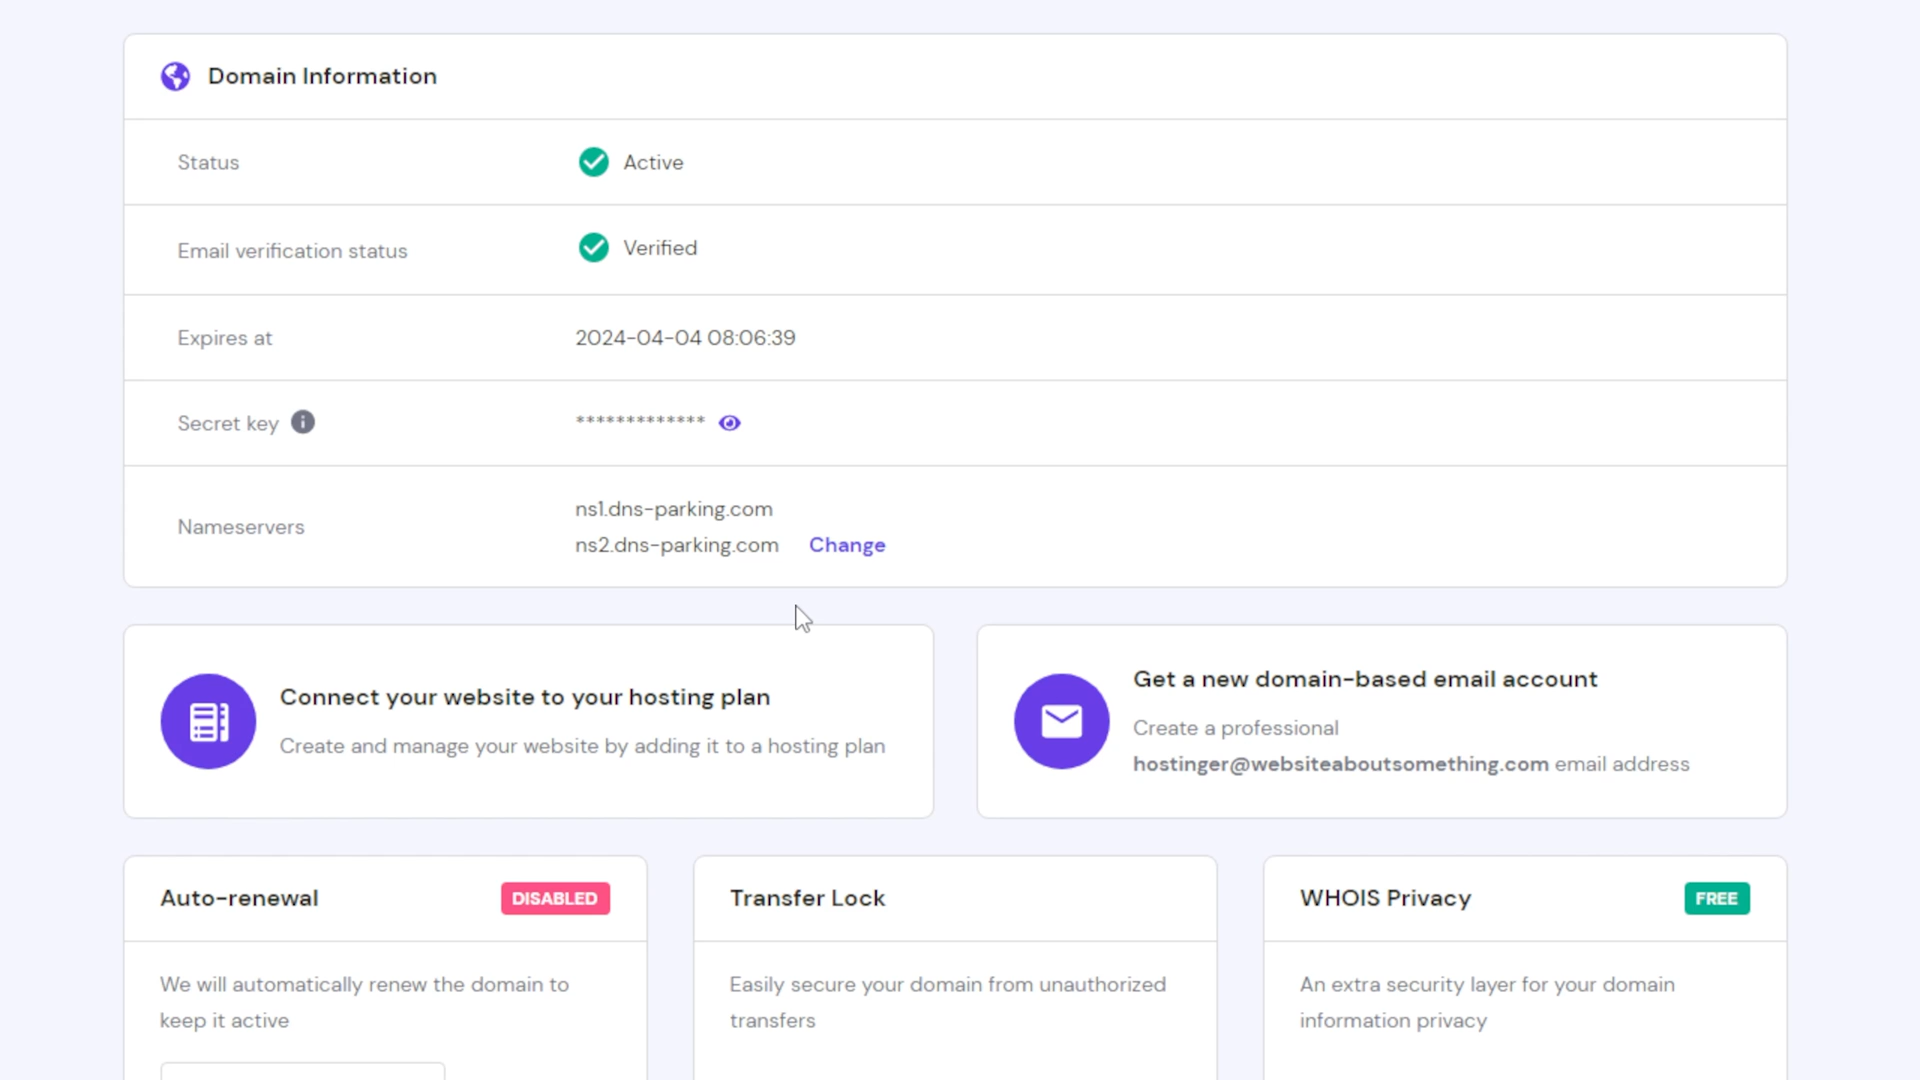 Domain Information
Status
Active
Email verification status
Verified
Expires at
2024-04-04 08:06:39
Secret key
*************
Nameservers
ns1.dns-parking.com
ns2.dns-parking.com Change
Connect your website to your hosting plan
Create and manage your website by adding it to a hosting plan
Get a new domain-based email account
Create a professional
hostinger@websiteaboutsomething.com email address
Auto-renewal
DISABLED
We will automatically renew the domain to
keep it active
Transfer Lock
Easily secure your domain from unauthorized
transfers
WHOIS Privacy
FREE
An extra security layer for your domain
information privacy